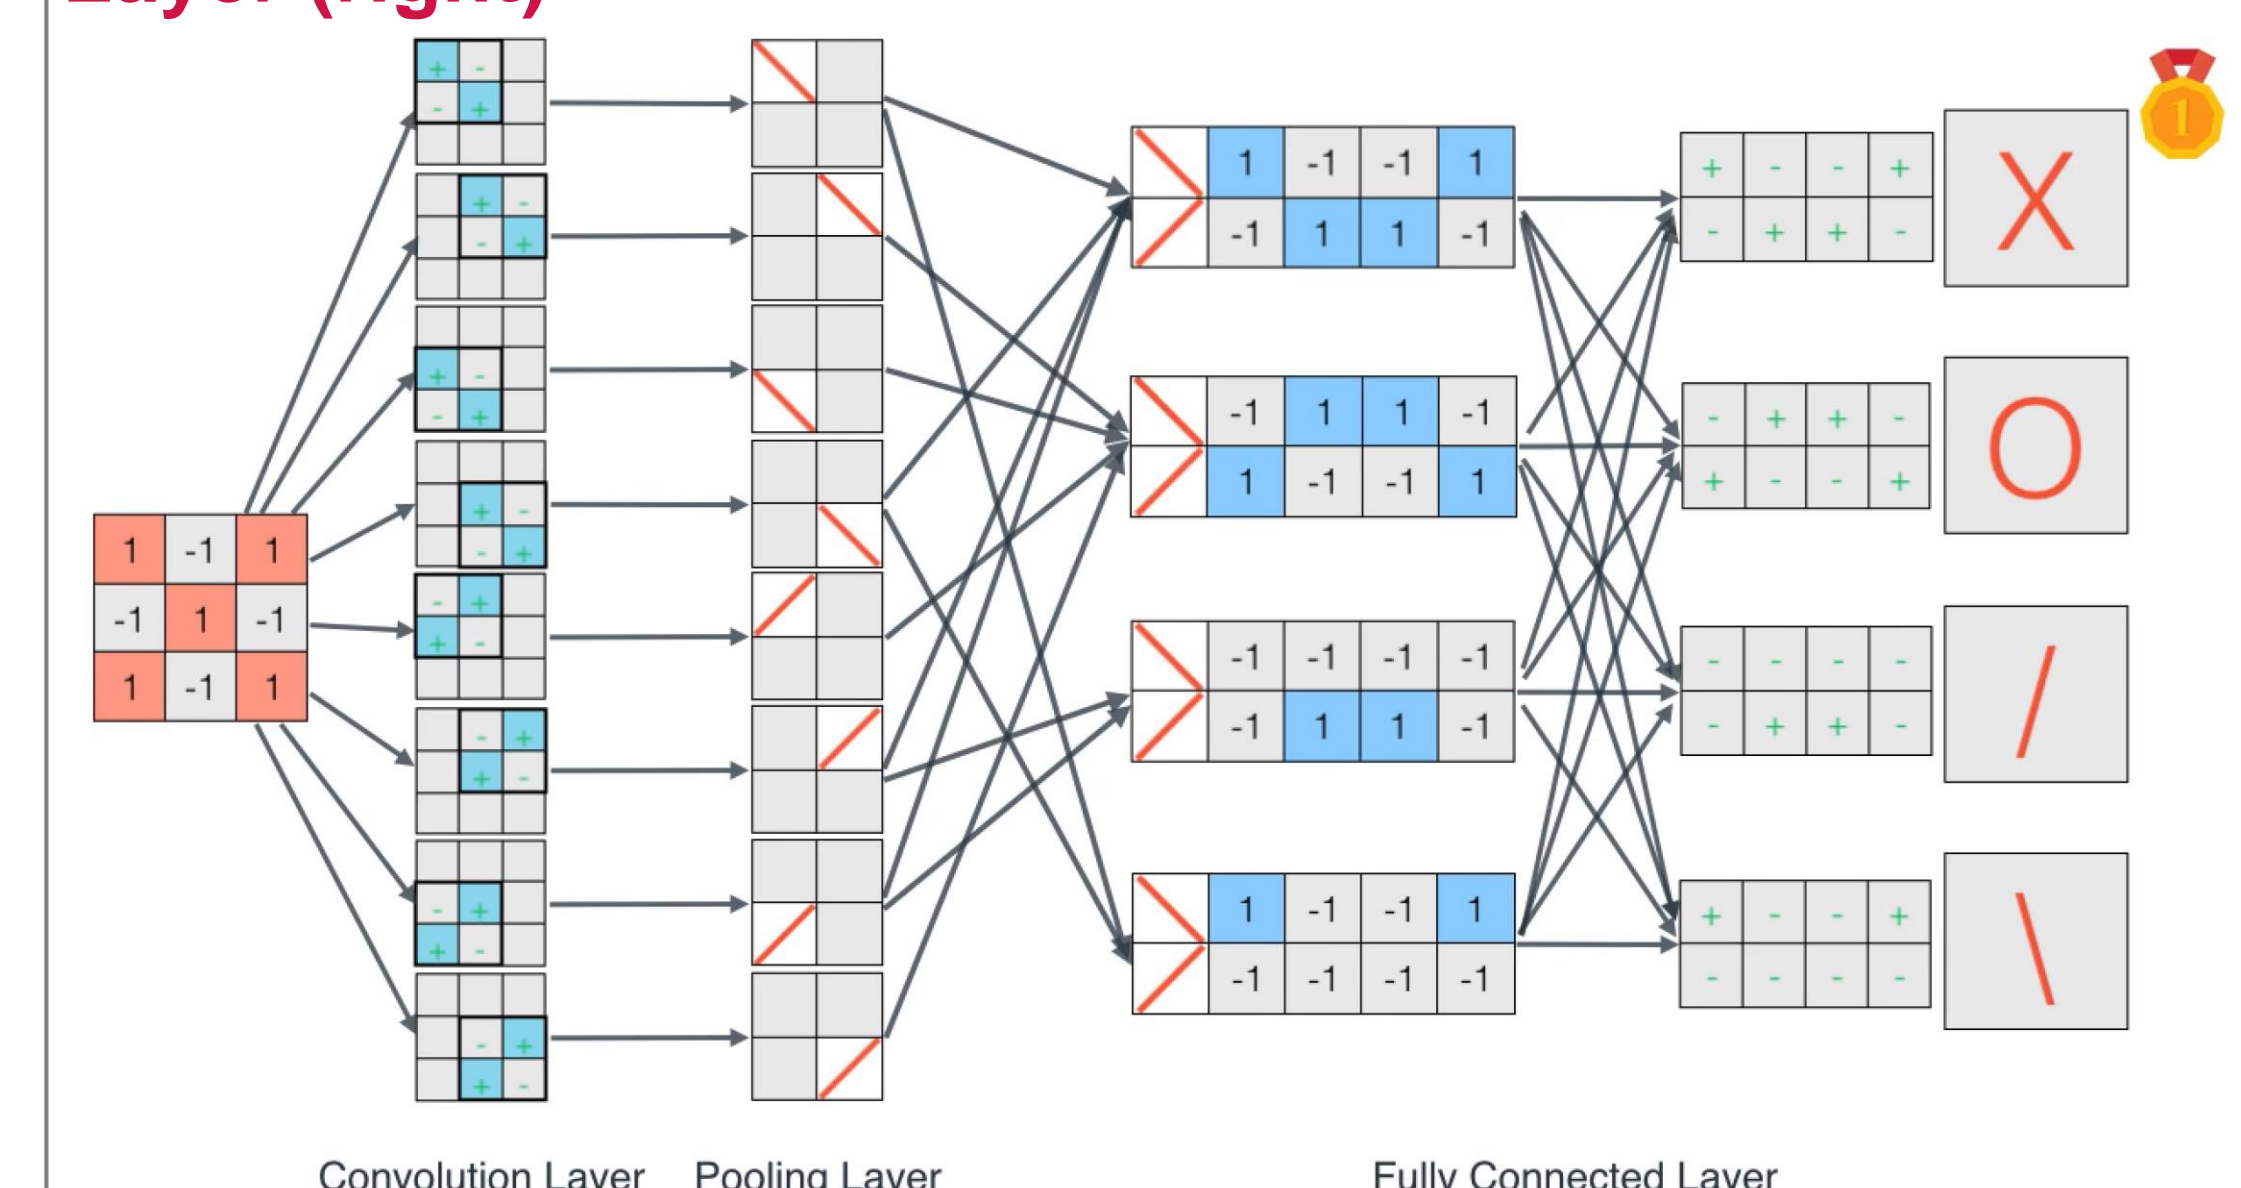 Layer (right)
+ -
- +
+ -
- +
+ -
- +
+ -
- +
1 -1 1
-1 1 -1
1 -1 1
- +
+ -
- +
+ -
- +
+ -
- +
+ -
1 -1 -1 1
-1 1 1 -1
-1 1 1 -1
1 -1 -1 1
-1 -1 -1 -1
-1 1 1 -1
1 -1 -1 1
-1 -1 -1 -1
+ - - +
- + + -
X
1
- + + -
+ - - +
O
- - - -
- + + -
/
+ - - +
- - - -
\
Convolution Layer
Pooling Layer
Fully Connected Layer